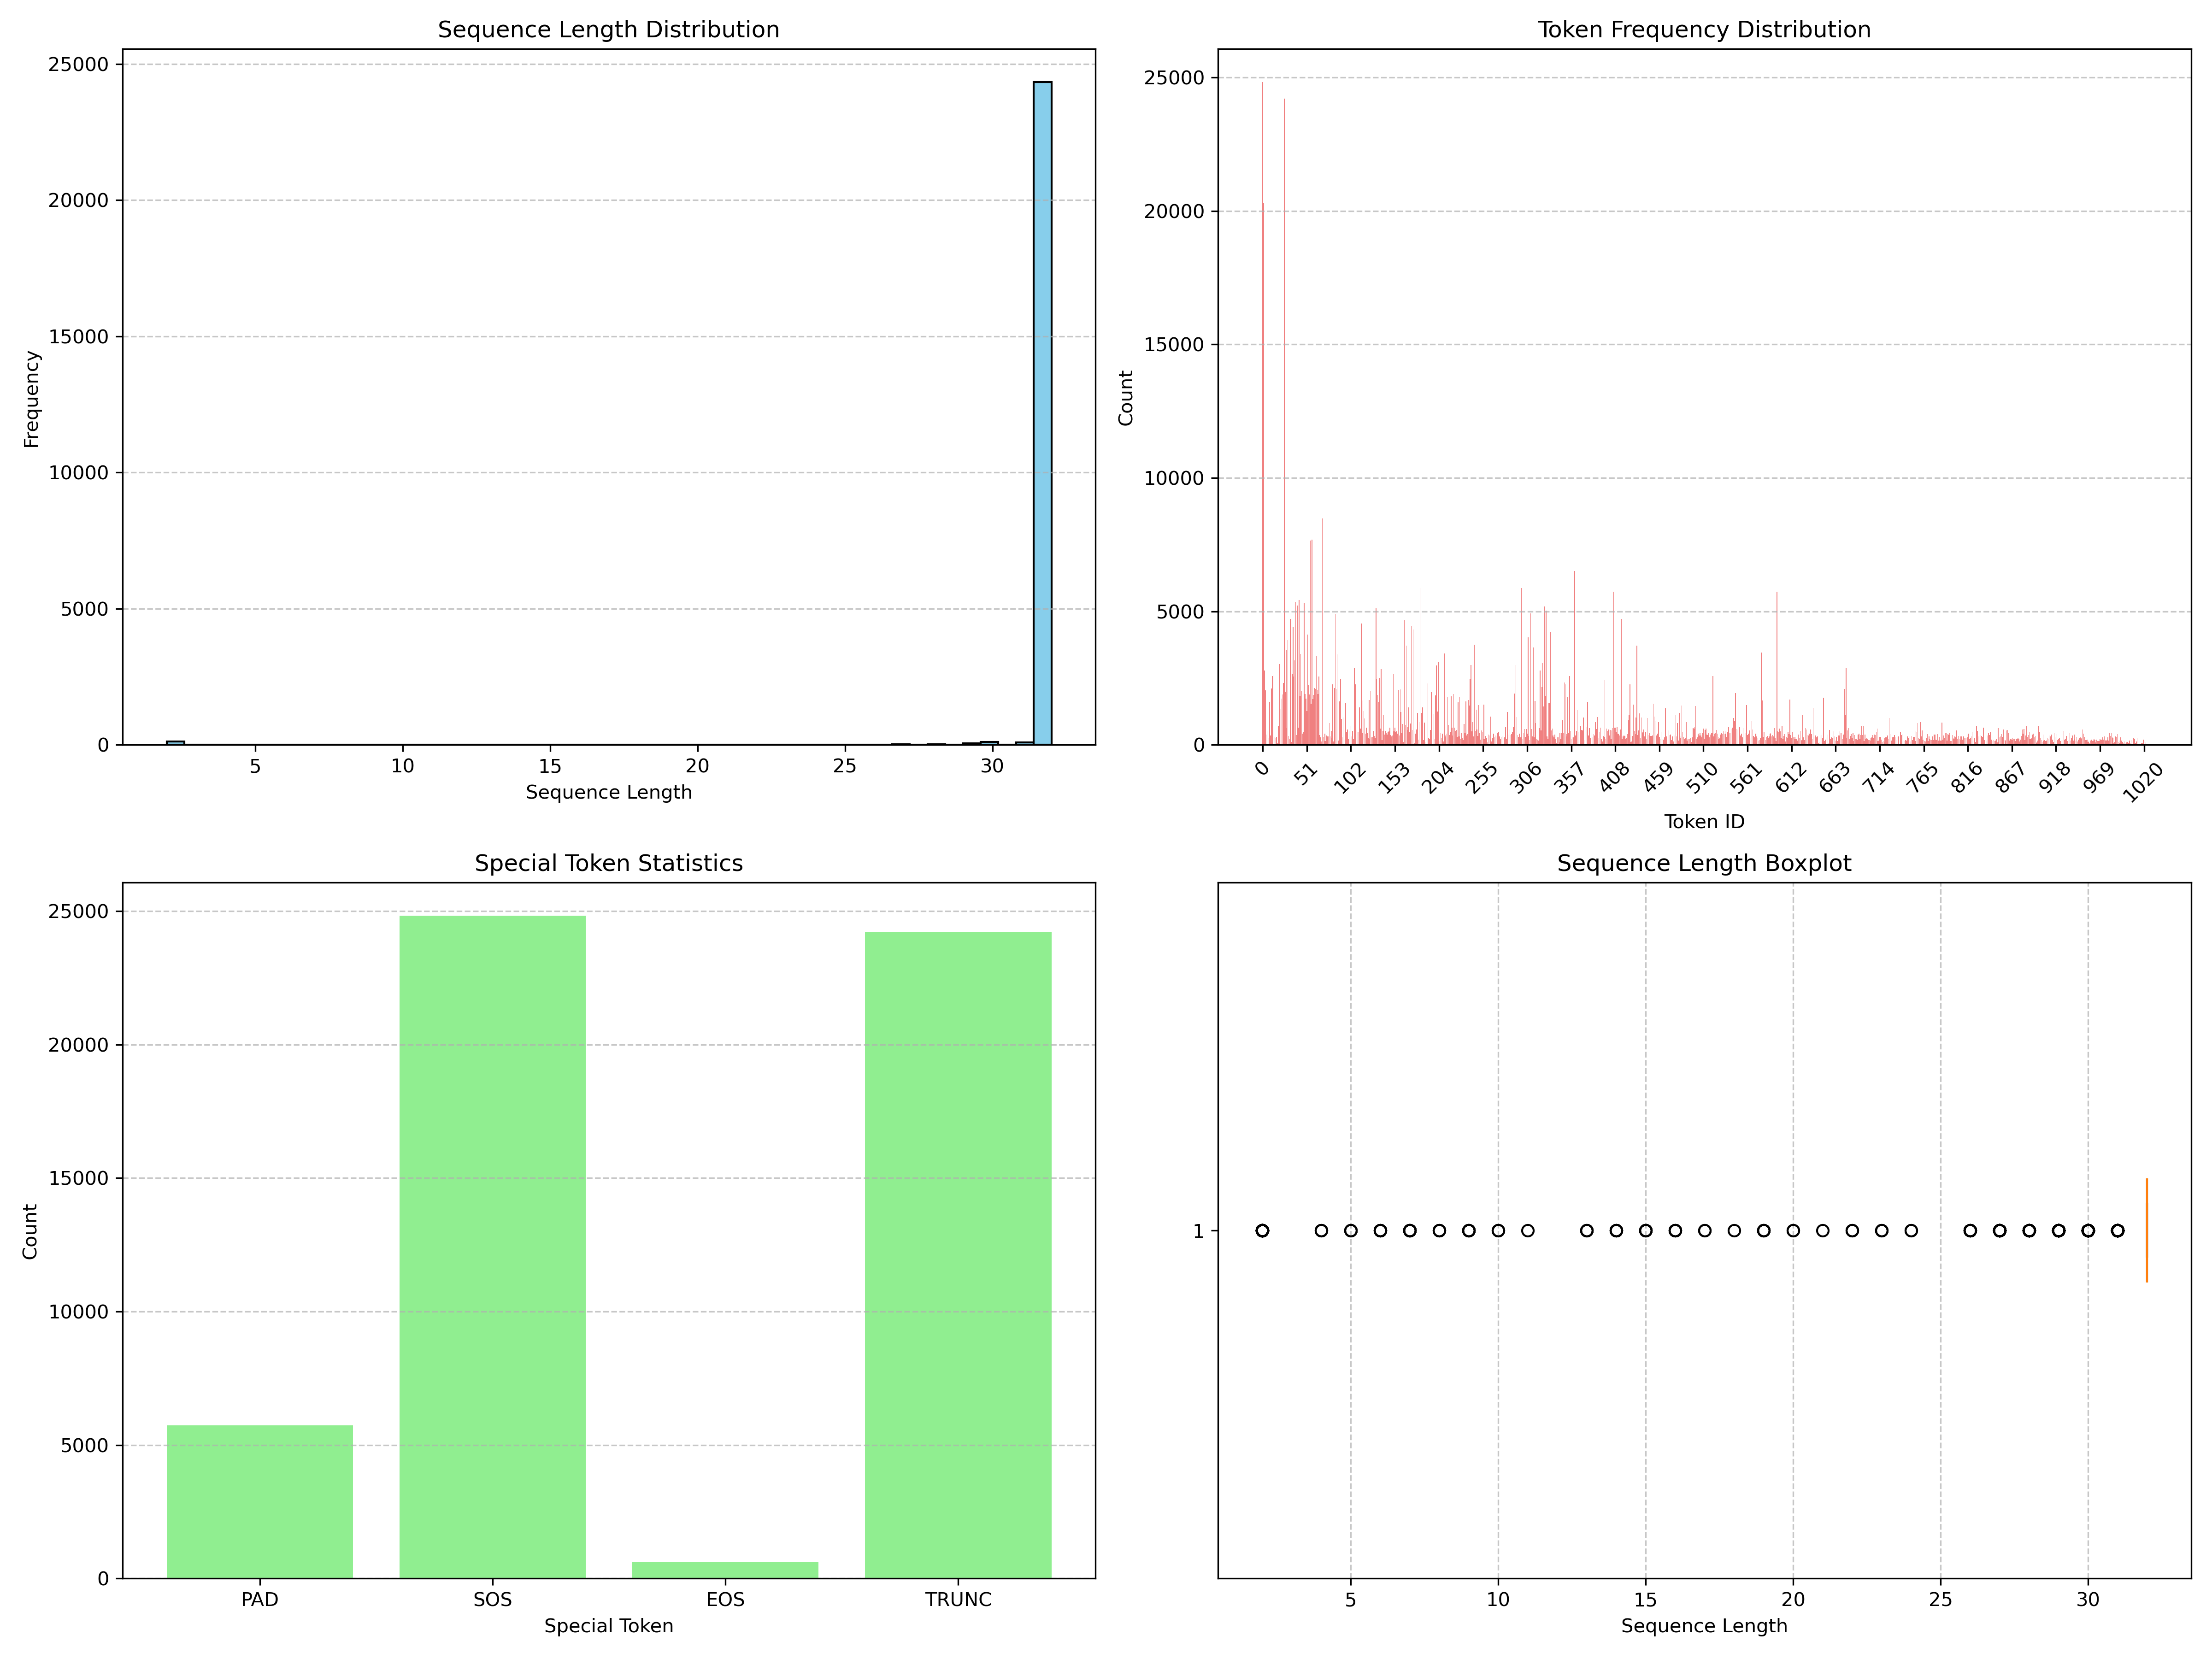 Sequence Length Distribution
25000
20000
15000
10000
5000
0
Frequency
5 10 15 20 25 30
Sequence Length
Token Frequency Distribution
25000
20000
15000
10000
5000
0
Count
0 51 102 153 204 255 306 357 408 459 510 561 612 663 714 765 816 867 918 969 1020
Token ID
Special Token Statistics
25000
20000
15000
10000
5000
0
Count
PAD SOS EOS TRUNC
Special Token
Sequence Length Boxplot
1
5 10 15 20 25 30
Sequence Length